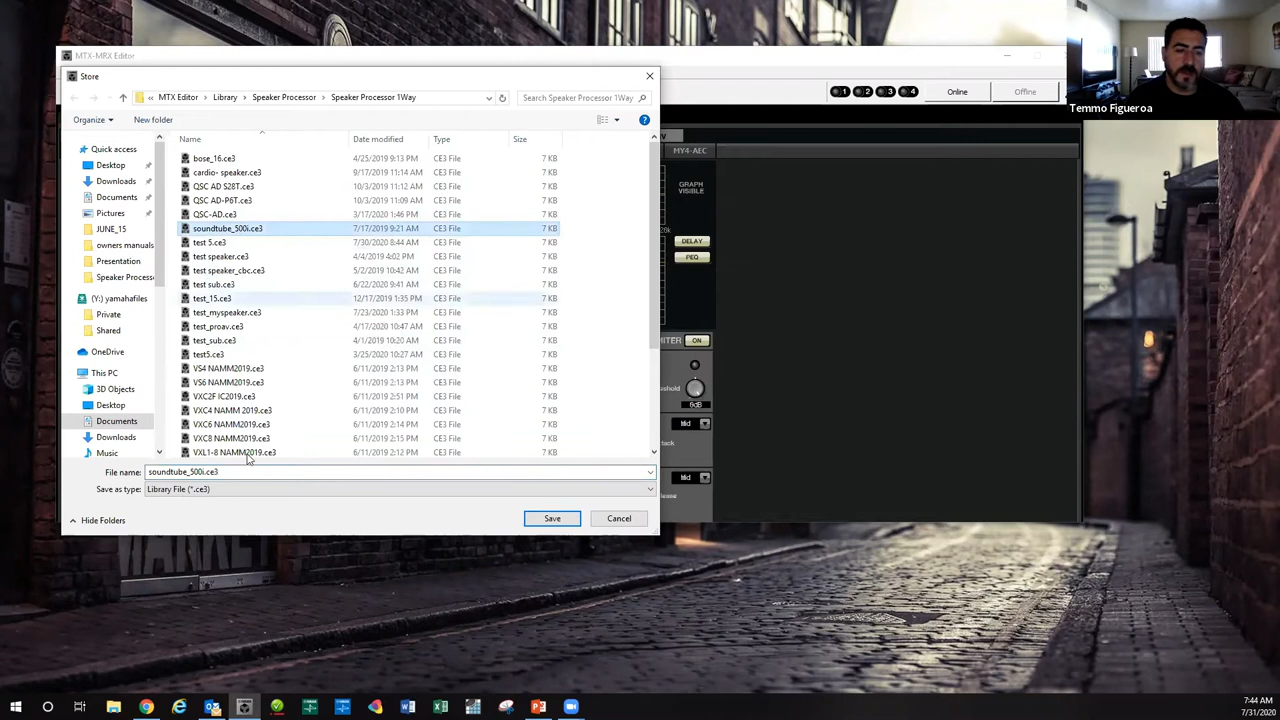 MTX-MRX Editor
Store
« MTX Editor › Library › Speaker Processor › Speaker Processor 1Way
Search Speaker Processor 1Way
Organize
New folder
Name
Date modified
Type
Size
Quick access
Desktop
Downloads
Documents
Pictures
JUNE_15
owners manuals
Presentation
Speaker Process
(Y:) yamahafiles
Private
Shared
OneDrive
This PC
3D Objects
Desktop
Documents
Downloads
Music
bose_16.ce3 4/25/2019 9:13 PM CE3 File 7 KB
cardio- speaker.ce3 9/17/2019 11:14 AM CE3 File 7 KB
QSC AD S28T.ce3 10/3/2019 11:12 AM CE3 File 7 KB
QSC AD-P6T.ce3 10/3/2019 11:09 AM CE3 File 7 KB
QSC-AD.ce3 3/17/2020 1:46 PM CE3 File 7 KB
soundtube_500i.ce3 7/17/2019 9:21 AM CE3 File 7 KB
test 5.ce3 7/30/2020 8:44 AM CE3 File 7 KB
test speaker.ce3 4/4/2019 4:02 PM CE3 File 7 KB
test speaker_cbc.ce3 5/2/2019 10:42 AM CE3 File 7 KB
test sub.ce3 6/22/2020 9:41 AM CE3 File 7 KB
test_15.ce3 12/17/2019 1:35 PM CE3 File 7 KB
test_myspeaker.ce3 7/23/2020 1:33 PM CE3 File 7 KB
test_proav.ce3 4/17/2020 10:47 AM CE3 File 7 KB
test_sub.ce3 4/1/2020 10:20 AM CE3 File 7 KB
test5.ce3 3/25/2020 10:27 AM CE3 File 7 KB
VS4 NAMM2019.ce3 6/11/2019 2:13 PM CE3 File 7 KB
VS6 NAMM2019.ce3 6/11/2019 2:13 PM CE3 File 7 KB
VXC2F IC2019.ce3 6/11/2019 2:51 PM CE3 File 7 KB
VXC4 NAMM 2019.ce3 6/11/2019 2:10 PM CE3 File 7 KB
VXC6 NAMM2019.ce3 6/11/2019 2:14 PM CE3 File 7 KB
VXC8 NAMM2019.ce3 6/11/2019 2:15 PM CE3 File 7 KB
VXL1-8 NAMM2019.ce3 6/11/2019 2:12 PM CE3 File 7 KB
File name: soundtube_500i.ce3
Save as type: Library File (*.ce3)
Hide Folders
Save
Cancel
1 2 3 4
Online
Offline
MY4-AEC
GRAPH
VISIBLE
20k
DELAY
PEQ
ITER ON
0dB
Mid
Mid
Temmo Figueroa
MARKET
7:44 AM
7/31/2020